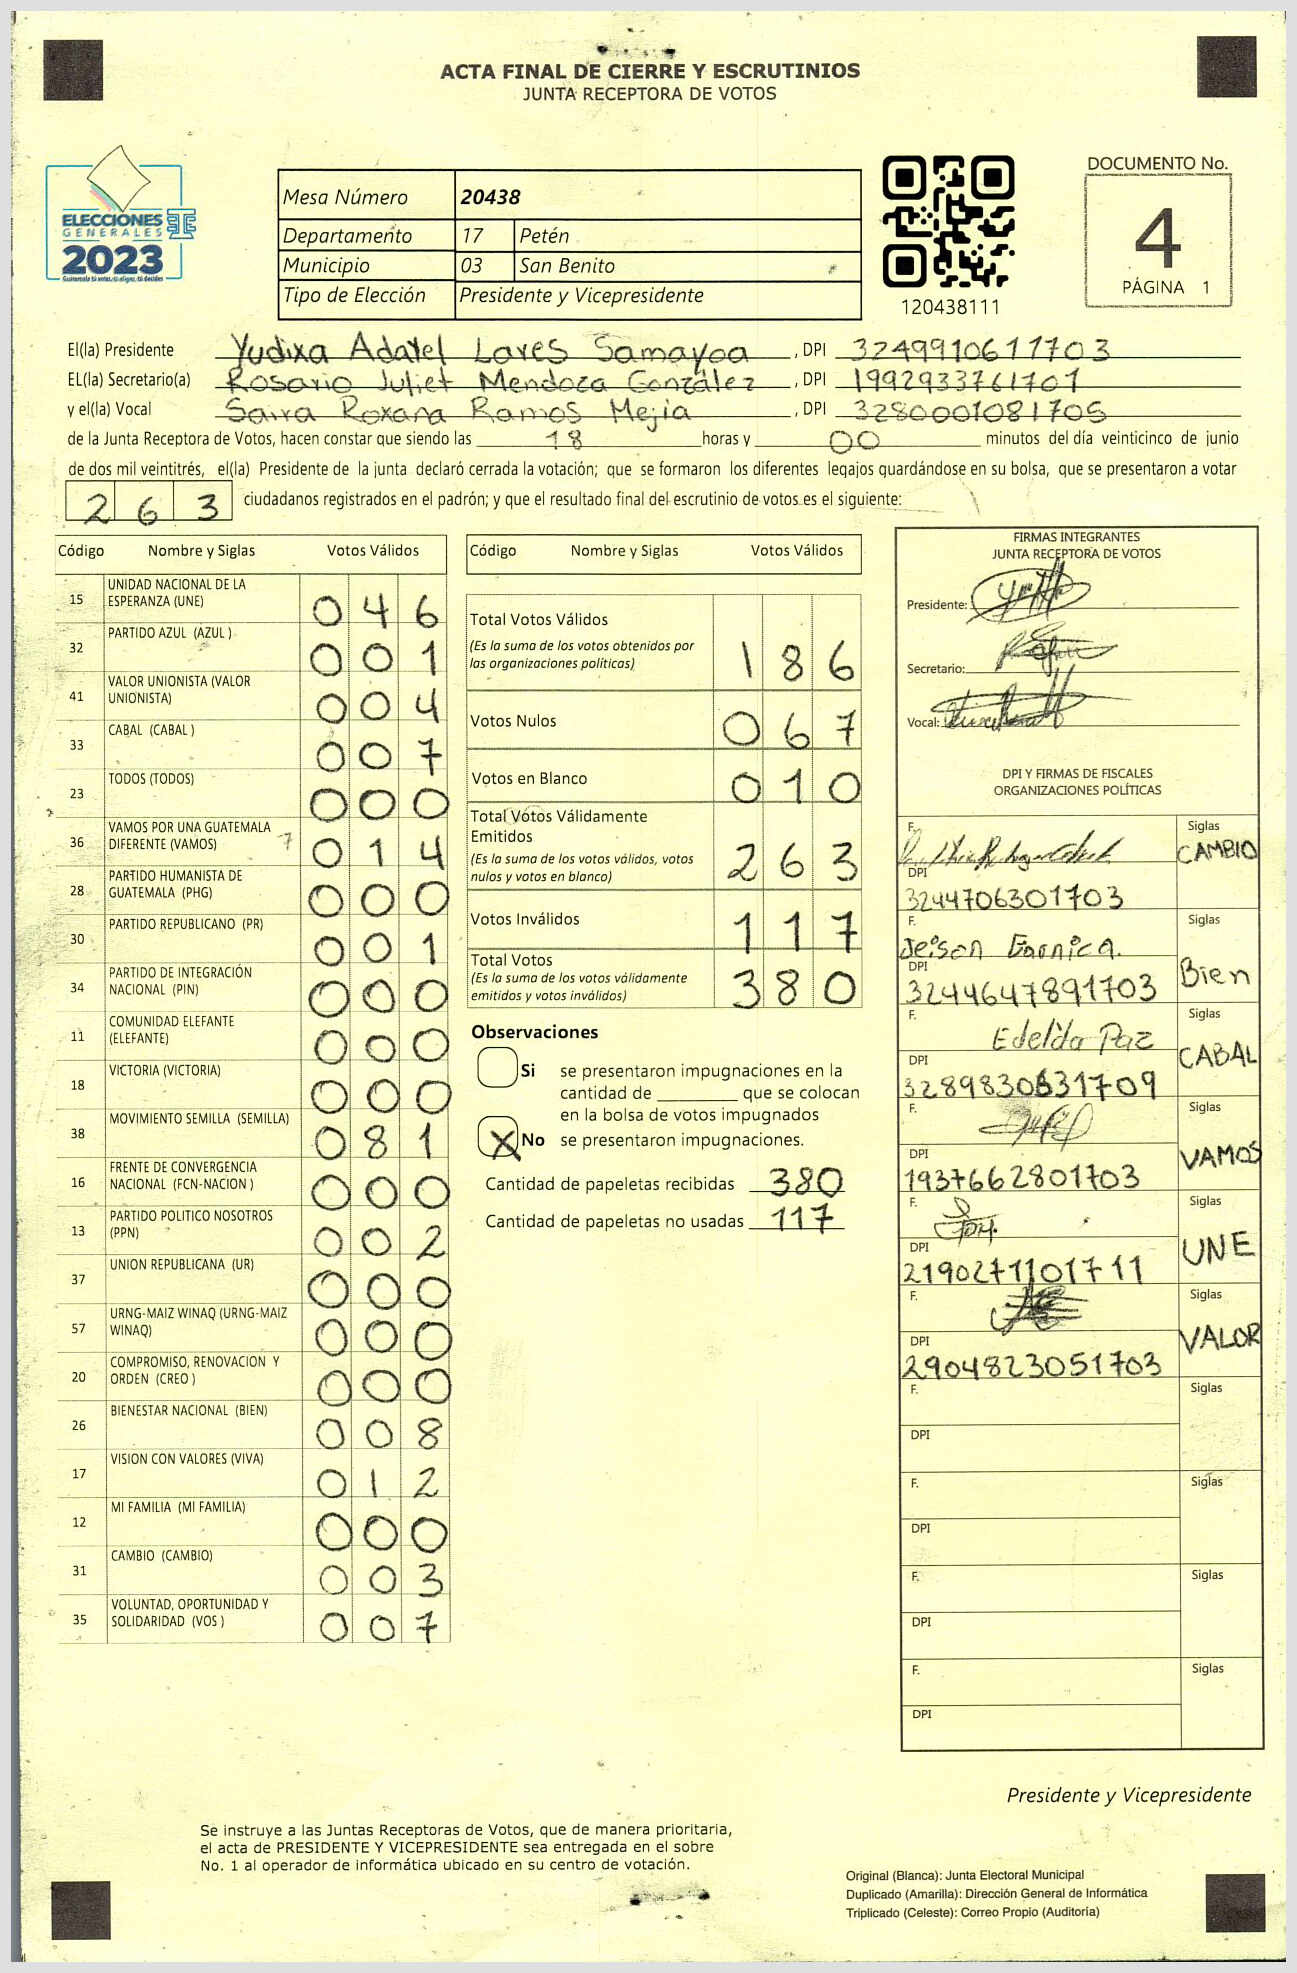 ACTA FINAL DE CIERRE Y ESCRUTINIOS
JUNTA RECEPTORA DE VOTOS
ELECCIONES
GENERALES
2023
Mesa Número 20438
Departamento 17 Petén
Municipio 03 San Benito
Tipo de Elección Presidente y Vicepresidente
120438111
DOCUMENTO No.
4
PÁGINA 1
El(la) Presidente Yudixa Adayel Lares Samayoa, DPI 3249910611703
EL(la) Secretario(a) Rosario Juliet Mendoza González, DPI 1992933761701
y el(la) Vocal Saira Roxana Ramos Mejia, DPI 3280001081705
de la Junta Receptora de Votos, hacen constar que siendo las 18 horas y 00 minutos del día veinticinco de junio
de dos mil veintitrés, el(la) Presidente de la junta declaró cerrada la votación; que se formaron los diferentes legajos guardándose en su bolsa, que se presentaron a votar
263 ciudadanos registrados en el padrón; y que el resultado final del escrutinio de votos es el siguiente:
Código Nombre y Siglas Votos Válidos
15 UNIDAD NACIONAL DE LA ESPERANZA (UNE) 046
32 PARTIDO AZUL (AZUL ) 001
41 VALOR UNIONISTA (VALOR UNIONISTA) 004
33 CABAL (CABAL ) 007
23 TODOS (TODOS) 000
36 VAMOS POR UNA GUATEMALA DIFERENTE (VAMOS) 014
28 PARTIDO HUMANISTA DE GUATEMALA (PHG) 000
30 PARTIDO REPUBLICANO (PR) 001
34 PARTIDO DE INTEGRACIÓN NACIONAL (PIN) 000
11 COMUNIDAD ELEFANTE (ELEFANTE) 000
18 VICTORIA (VICTORIA) 000
38 MOVIMIENTO SEMILLA (SEMILLA) 081
16 FRENTE DE CONVERGENCIA NACIONAL (FCN-NACION ) 000
13 PARTIDO POLITICO NOSOTROS (PPN) 002
37 UNION REPUBLICANA (UR) 000
57 URNG-MAIZ WINAQ (URNG-MAIZ WINAQ) 000
20 COMPROMISO, RENOVACION Y ORDEN (CREO ) 000
26 BIENESTAR NACIONAL (BIEN) 008
17 VISION CON VALORES (VIVA) 012
12 MI FAMILIA (MI FAMILIA) 000
31 CAMBIO (CAMBIO) 003
35 VOLUNTAD, OPORTUNIDAD Y SOLIDARIDAD (VOS ) 007
Código Nombre y Siglas Votos Válidos
Total Votos Válidos 186
(Es la suma de los votos obtenidos por
las organizaciones políticas)
Votos Nulos 067
Votos en Blanco 010
Total Votos Válidamente
Emitidos 263
(Es la suma de los votos válidos, votos
nulos y votos en blanco)
Votos Inválidos 117
Total Votos 380
(Es la suma de los votos válidamente
emitidos y votos inválidos)
Observaciones
Si se presentaron impugnaciones en la
cantidad de ________ que se colocan
en la bolsa de votos impugnados
X No se presentaron impugnaciones.
Cantidad de papeletas recibidas 380
Cantidad de papeletas no usadas 117
FIRMAS INTEGRANTES
JUNTA RECEPTORA DE VOTOS
Presidente:
Secretario:
Vocal:
DPI Y FIRMAS DE FISCALES
ORGANIZACIONES POLÍTICAS
F. Siglas CAMBIO
DPI 3244706301703
F. Jeison Garnica. Siglas Bien
DPI 3244647891703
F. Edelda Paz Siglas CABAL
DPI 3289830631709
F. Siglas VAMOS
DPI 1937662801703
F. Siglas UNE
DPI 2190271101711
F. Siglas VALOR
DPI 2904823051703
F. Siglas
DPI
F. Siglas
DPI
F. Siglas
DPI
F. Siglas
DPI
Presidente y Vicepresidente
Se instruye a las Juntas Receptoras de Votos, que de manera prioritaria,
el acta de PRESIDENTE Y VICEPRESIDENTE sea entregada en el sobre
No. 1 al operador de informática ubicado en su centro de votación.
Original (Blanca): Junta Electoral Municipal
Duplicado (Amarilla): Dirección General de Informática
Triplicado (Celeste): Correo Propio (Auditoría)